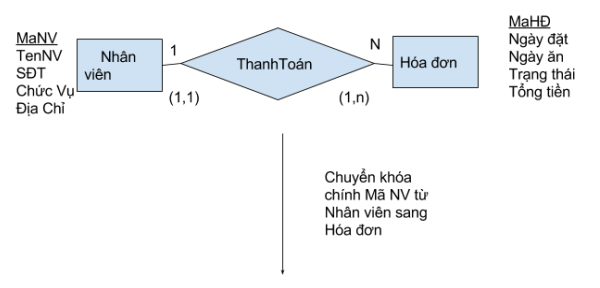 MaNV
TenNV
SĐT
Chức Vụ
Địa Chỉ
Nhân
viên
1
(1,1)
ThanhToán
N
(1,n)
Hóa đơn
MaHĐ
Ngày đặt
Ngày ăn
Trạng thái
Tổng tiền
Chuyển khóa
chính Mã NV từ
Nhân viên sang
Hóa đơn